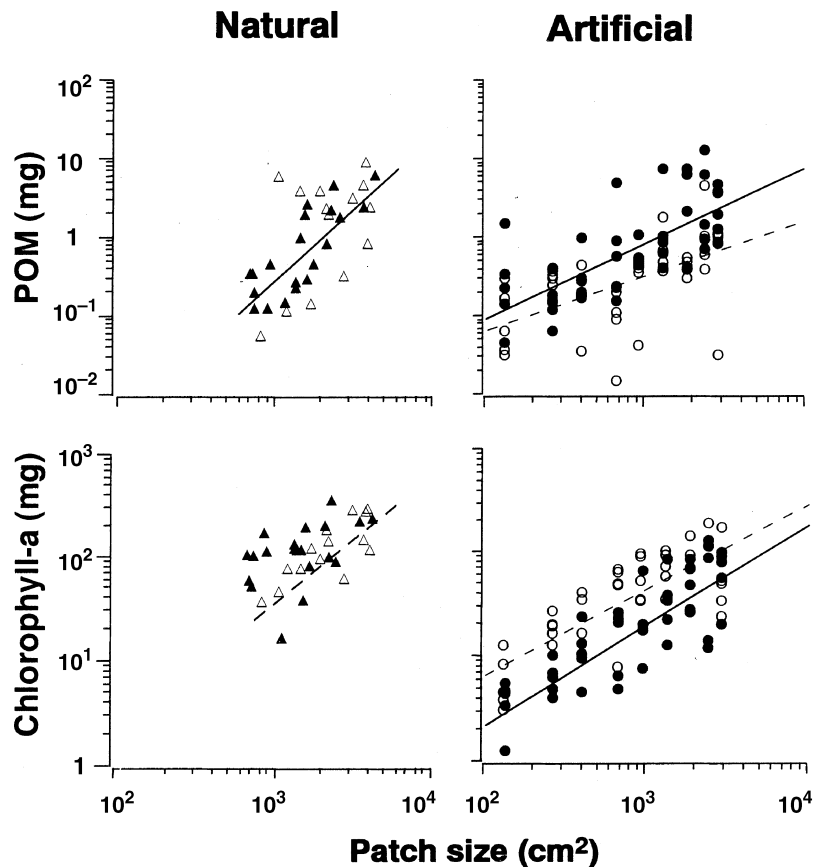 Natural Artificial
10²
10
1
10⁻¹
10⁻²
POM (mg)
10³
10²
10¹
1
Chlorophyll-a (mg)
10² 10³ 10⁴ 10² 10³ 10⁴
Patch size (cm²)